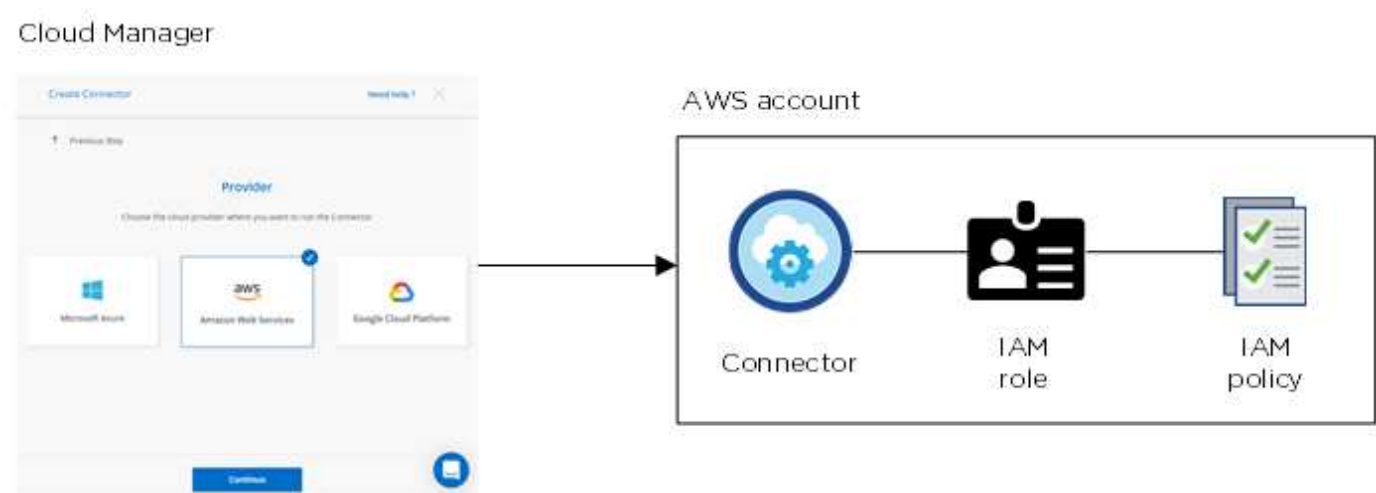 Cloud Manager
Create Connector
Need help ?
Previous Step
Provider
Choose the cloud provider where you want to run the Connector
Microsoft Azure
aws
Amazon Web Services
Google Cloud Platform
Continue
AWS account
Connector
IAM
role
IAM
policy